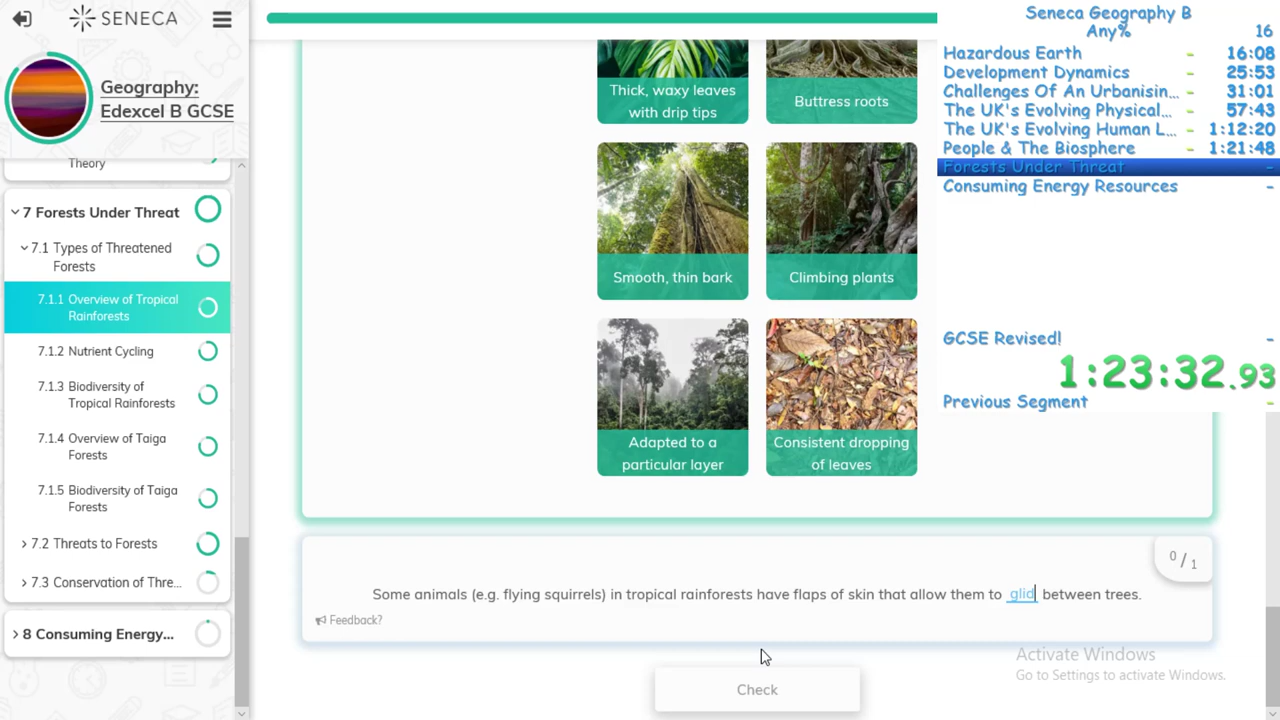 SENECA
Geography:
Edexcel B GCSE
Theory
7 Forests Under Threat
7.1 Types of Threatened
Forests
7.1.1 Overview of Tropical
Rainforests
7.1.2 Nutrient Cycling
7.1.3 Biodiversity of
Tropical Rainforests
7.1.4 Overview of Taiga
Forests
7.1.5 Biodiversity of Taiga
Forests
7.2 Threats to Forests
7.3 Conservation of Thre...
8 Consuming Energy...
Thick, waxy leaves
with drip tips
Buttress roots
Smooth, thin bark
Climbing plants
Adapted to a
particular layer
Consistent dropping
of leaves
0 / 1
Some animals (e.g. flying squirrels) in tropical rainforests have flaps of skin that allow them to glid between trees.
Feedback?
Check
Activate Windows
Go to Settings to activate Windows.
Seneca Geography B
Any% 16
Hazardous Earth - 16:08
Development Dynamics - 25:53
Challenges Of An Urbanisin... - 31:01
The UK's Evolving Physical... - 57:43
The UK's Evolving Human L... - 1:12:20
People & The Biosphere - 1:21:48
Forests Under Threat -
Consuming Energy Resources -
GCSE Revised! -
1:23:32.93
Previous Segment -